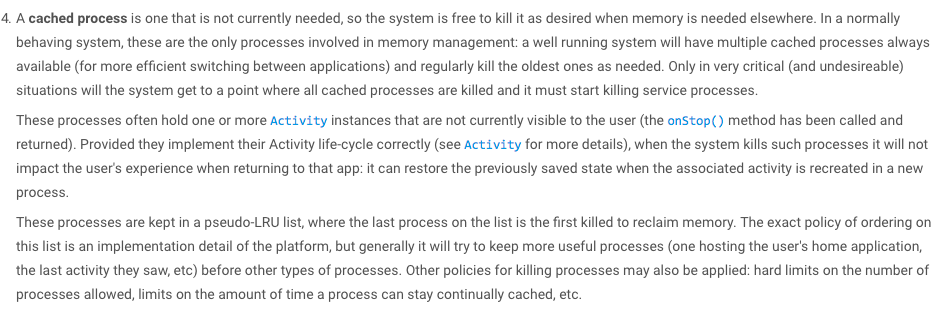 4. A cached process is one that is not currently needed, so the system is free to kill it as desired when memory is needed elsewhere. In a normally
behaving system, these are the only processes involved in memory management: a well running system will have multiple cached processes always
available (for more efficient switching between applications) and regularly kill the oldest ones as needed. Only in very critical (and undesireable)
situations will the system get to a point where all cached processes are killed and it must start killing service processes.
These processes often hold one or more Activity instances that are not currently visible to the user (the onStop() method has been called and
returned). Provided they implement their Activity life-cycle correctly (see Activity for more details), when the system kills such processes it will not
impact the user's experience when returning to that app: it can restore the previously saved state when the associated activity is recreated in a new
process.
These processes are kept in a pseudo-LRU list, where the last process on the list is the first killed to reclaim memory. The exact policy of ordering on
this list is an implementation detail of the platform, but generally it will try to keep more useful processes (one hosting the user's home application,
the last activity they saw, etc) before other types of processes. Other policies for killing processes may also be applied: hard limits on the number of
processes allowed, limits on the amount of time a process can stay continually cached, etc.